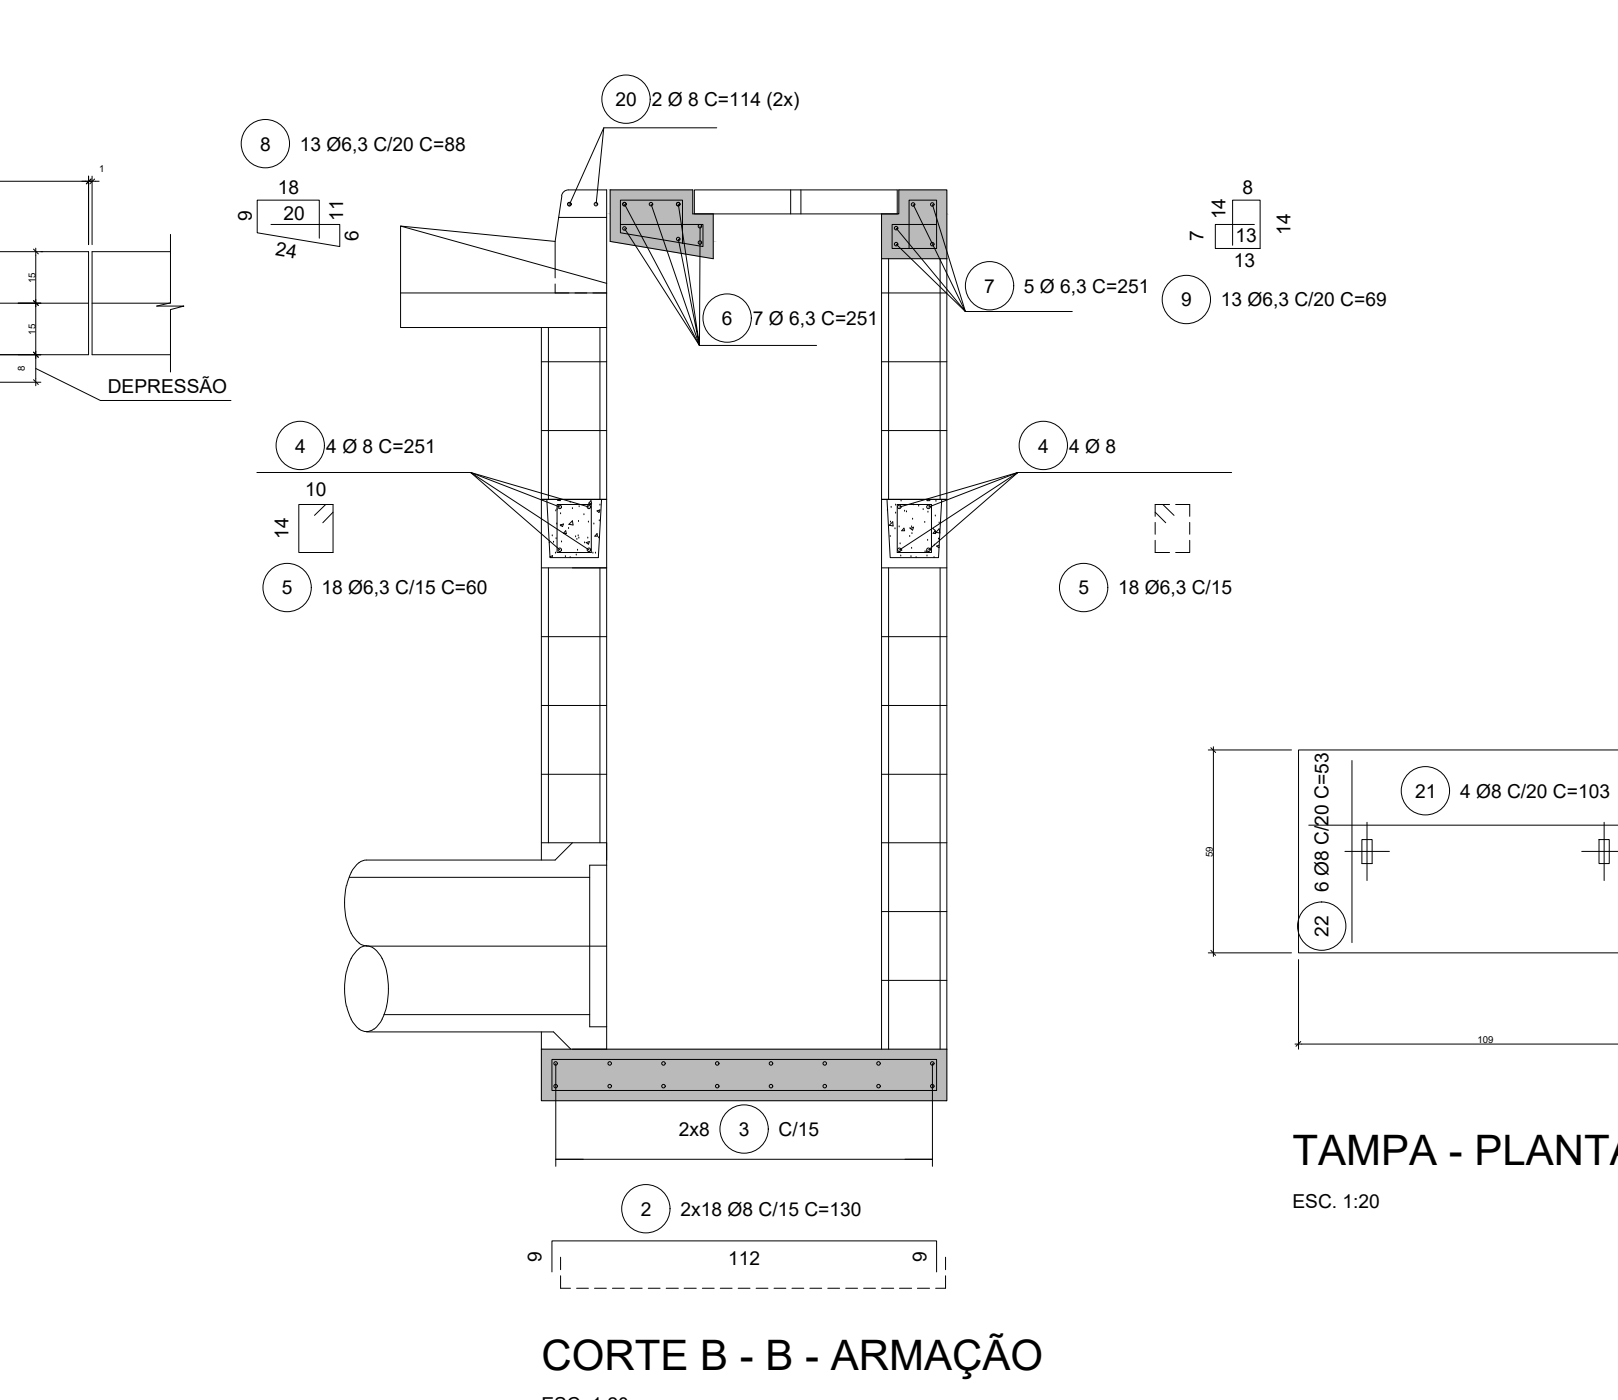 20 2 Ø 8 C=114 (2x)
8 13 Ø6,3 C/20 C=88
18
9
20
11
6
24
1
15
15
8
DEPRESSÃO
8
14
14
7
13
13
7 5 Ø 6,3 C=251
9 13 Ø6,3 C/20 C=69
6 7 Ø 6,3 C=251
4 4 Ø 8 C=251
10
14
5 18 Ø6,3 C/15 C=60
4 4 Ø 8
5 18 Ø6,3 C/15
22 6 Ø8 C/20 C=53
21 4 Ø8 C/20 C=103
59
109
2x8 3 C/15
2 2x18 Ø8 C/15 C=130
9
112
9
TAMPA - PLANTA
ESC. 1:20
CORTE B - B - ARMAÇÃO